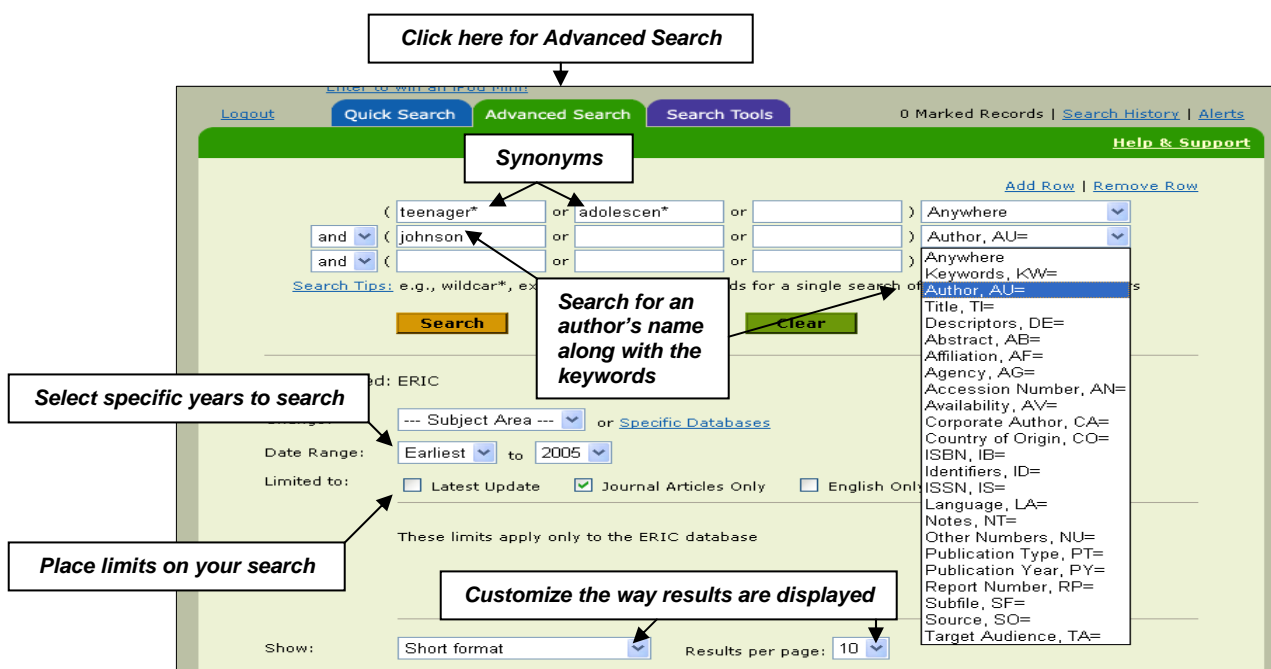 Click here for Advanced Search
Enter to win an iPod Mini!
Logout Quick Search Advanced Search Search Tools 0 Marked Records | Search History | Alerts
Help & Support
Synonyms
Add Row | Remove Row
( teenager* or adolescen* or ) Anywhere
and ( johnson or or ) Author, AU=
and ( or or )
Anywhere
Keywords, KW=
Author, AU=
Title, TI=
Descriptors, DE=
Abstract, AB=
Affiliation, AF=
Agency, AG=
Accession Number, AN=
Availability, AV=
Corporate Author, CA=
Country of Origin, CO=
ISBN, IB=
Identifiers, ID=
ISSN, IS=
Language, LA=
Notes, NT=
Other Numbers, NU=
Publication Type, PT=
Publication Year, PY=
Report Number, RP=
Subfile, SF=
Source, SO=
Target Audience, TA=
Search Tips: e.g., wildcar*, for a single search
Search Clear
Search for an
author's name
along with the
keywords
ERIC
Select specific years to search
--- Subject Area --- or Specific Databases
Date Range: Earliest to 2005
Limited to: Latest Update Journal Articles Only English Only
These limits apply only to the ERIC database
Place limits on your search
Customize the way results are displayed
Show: Short format Results per page: 10